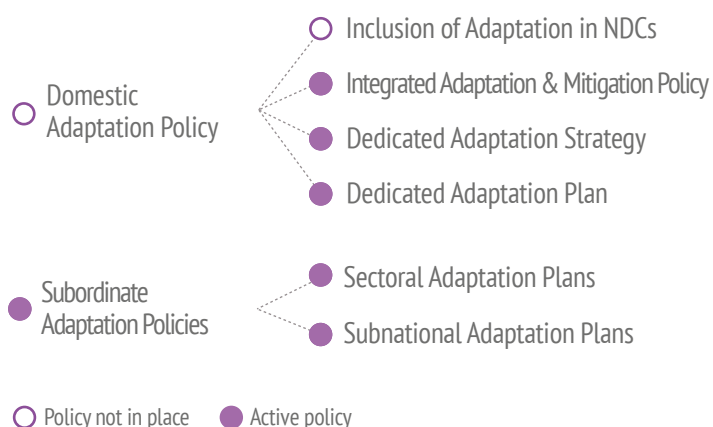 Inclusion of Adaptation in NDCs
Domestic
Adaptation Policy
Integrated Adaptation & Mitigation Policy
Dedicated Adaptation Strategy
Dedicated Adaptation Plan
Subordinate
Adaptation Policies
Sectoral Adaptation Plans
Subnational Adaptation Plans
Policy not in place
Active policy